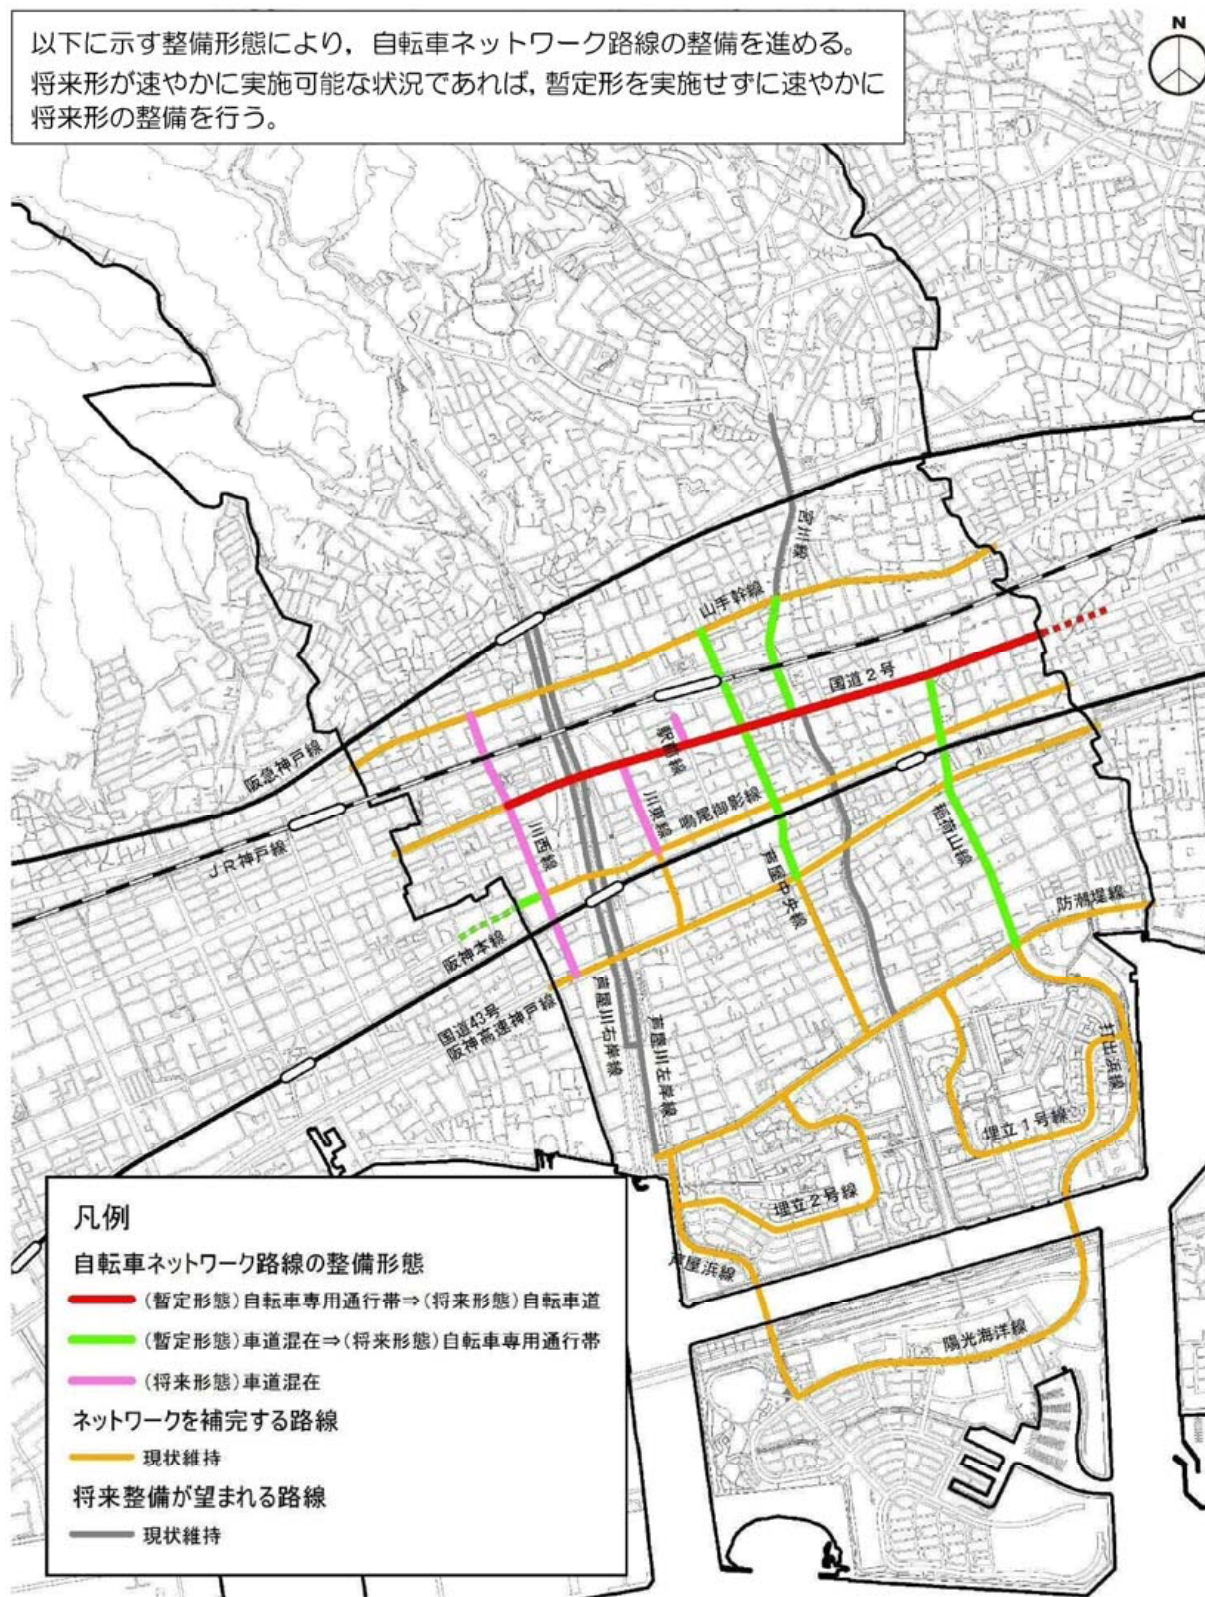 以下に示す整備形態により，自転車ネットワーク路線の整備を進める。
将来形が速やかに実施可能な状況であれば，暫定形を実施せずに速やかに
将来形の整備を行う。
N
宮川線
山手幹線
国道２号
阪急神戸線
駅前線
ＪＲ神戸線
川東線
鳴尾御影線
川西線
稲荷山線
芦屋中央線
防潮堤線
阪神本線
国道43号
阪神高速神戸線
芦屋川右岸線
芦屋川左岸線
打出浜線
埋立１号線
埋立２号線
芦屋浜線
陽光海洋線
凡例
自転車ネットワーク路線の整備形態
(暫定形態)自転車専用通行帯⇒(将来形態)自転車道
(暫定形態)車道混在⇒(将来形態)自転車専用通行帯
(将来形態)車道混在
ネットワークを補完する路線
現状維持
将来整備が望まれる路線
現状維持